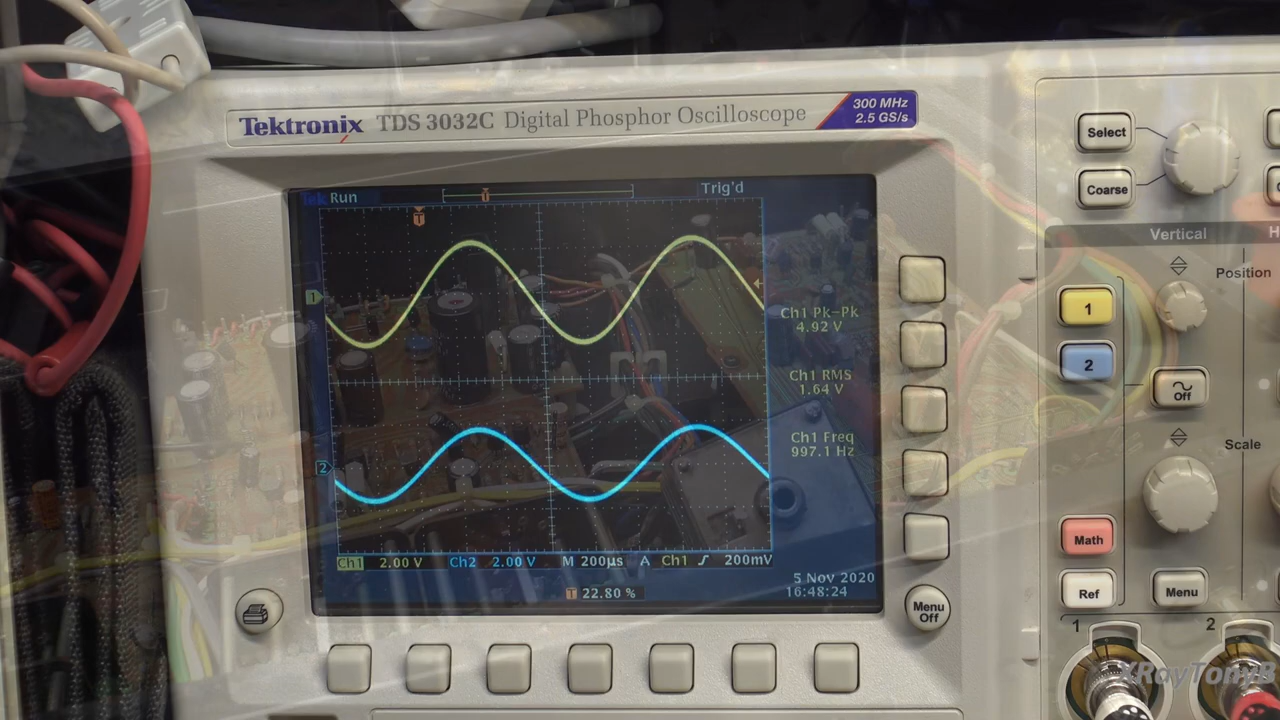 Tektronix TDS 3032C Digital Phosphor Oscilloscope
300 MHz
2.5 GS/s
Tek Run
T
Trig'd
T
1
2
Ch1 Pk-Pk
4.92 V
Ch1 RMS
1.64 V
Ch1 Freq
997.1 Hz
Ch1 2.00 V Ch2 2.00 V M 200µs A Ch1 200mV
T 22.80 %
5 Nov 2020
16:48:24
Menu
Off
Select
Coarse
Vertical
H
Position
1
2
Off
Scale
Math
Ref
Menu
1
2
XRayTonyB